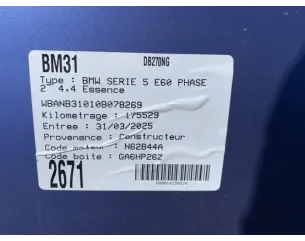 BM31 DB270NG
Type : BMW SERIE 5 E60 PHASE
2 4.4 Essence
WBANB31010B078269
Kilometrage : 175529
Entree : 31/03/2025
Provenance : Constructeur
Code moteur : N62B44A
Code boite : GA6HP26Z
2671